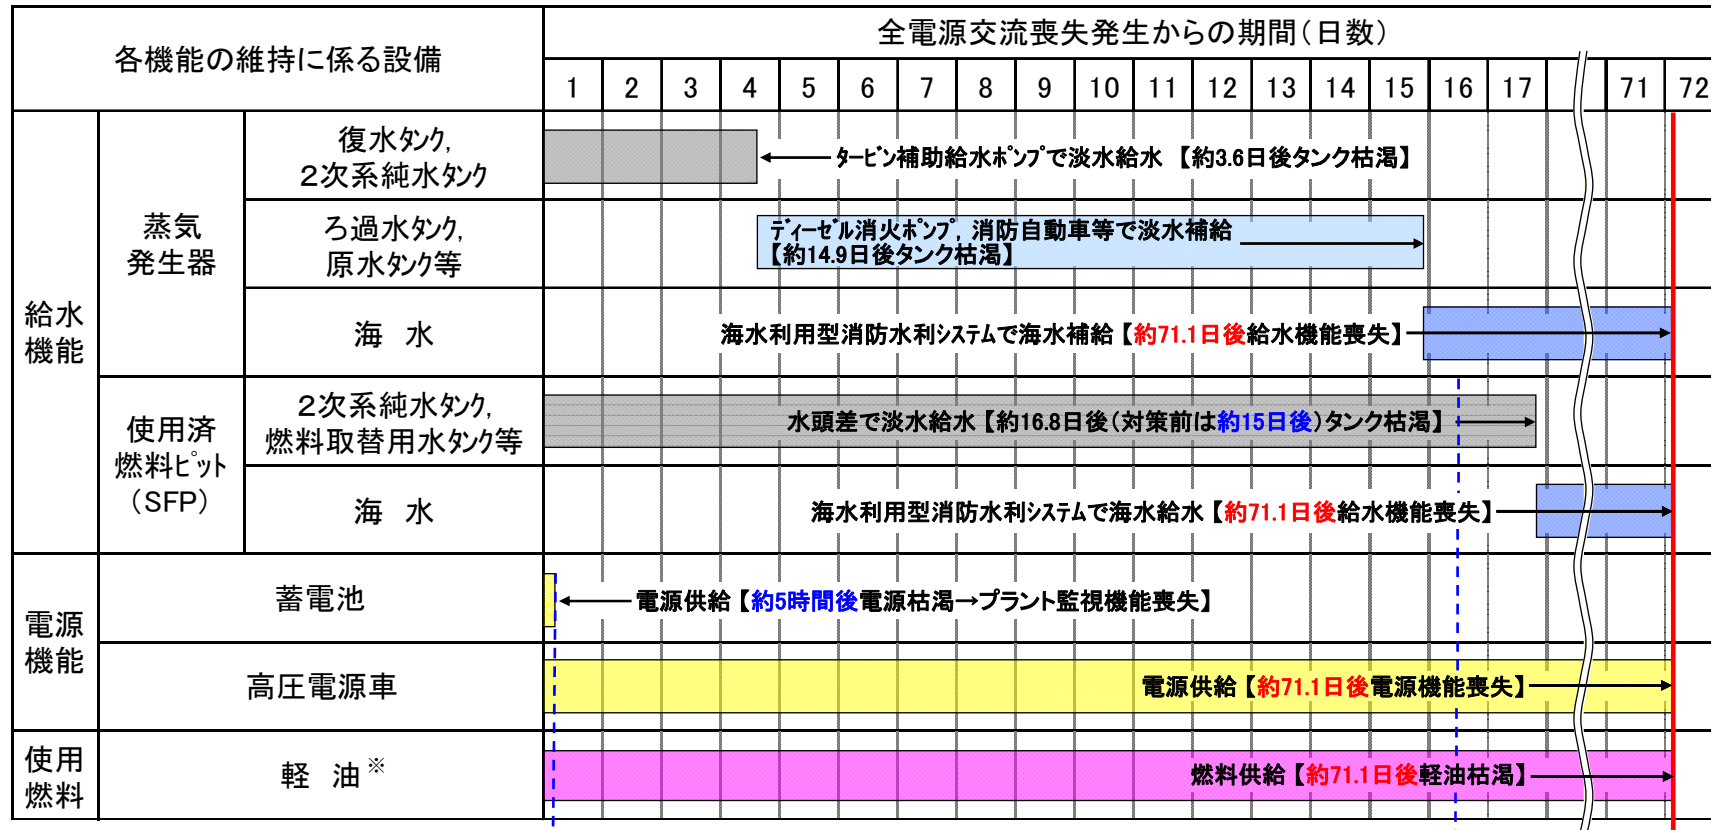 各機能の維持に係る設備
全電源交流喪失発生からの期間(日数)
1 2 3 4 5 6 7 8 9 10 11 12 13 14 15 16 17 71 72
給水
機能
蒸気
発生器
復水タンク,
2次系純水タンク
タービン補助給水ポンプで淡水給水 【約3.6日後タンク枯渇】
ろ過水タンク,
原水タンク等
ディーゼル消火ポンプ, 消防自動車等で淡水補給
【約14.9日後タンク枯渇】
海 水
海水利用型消防水利システムで海水補給【約71.1日後給水機能喪失】
使用済
燃料ピット
(SFP)
2次系純水タンク,
燃料取替用水タンク等
水頭差で淡水給水【約16.8日後(対策前は約15日後)タンク枯渇】
海 水
海水利用型消防水利システムで海水給水【約71.1日後給水機能喪失】
電源
機能
蓄電池
電源供給【約5時間後電源枯渇→プラント監視機能喪失】
高圧電源車
電源供給【約71.1日後電源機能喪失】
使用
燃料
軽 油※
燃料供給【約71.1日後軽油枯渇】